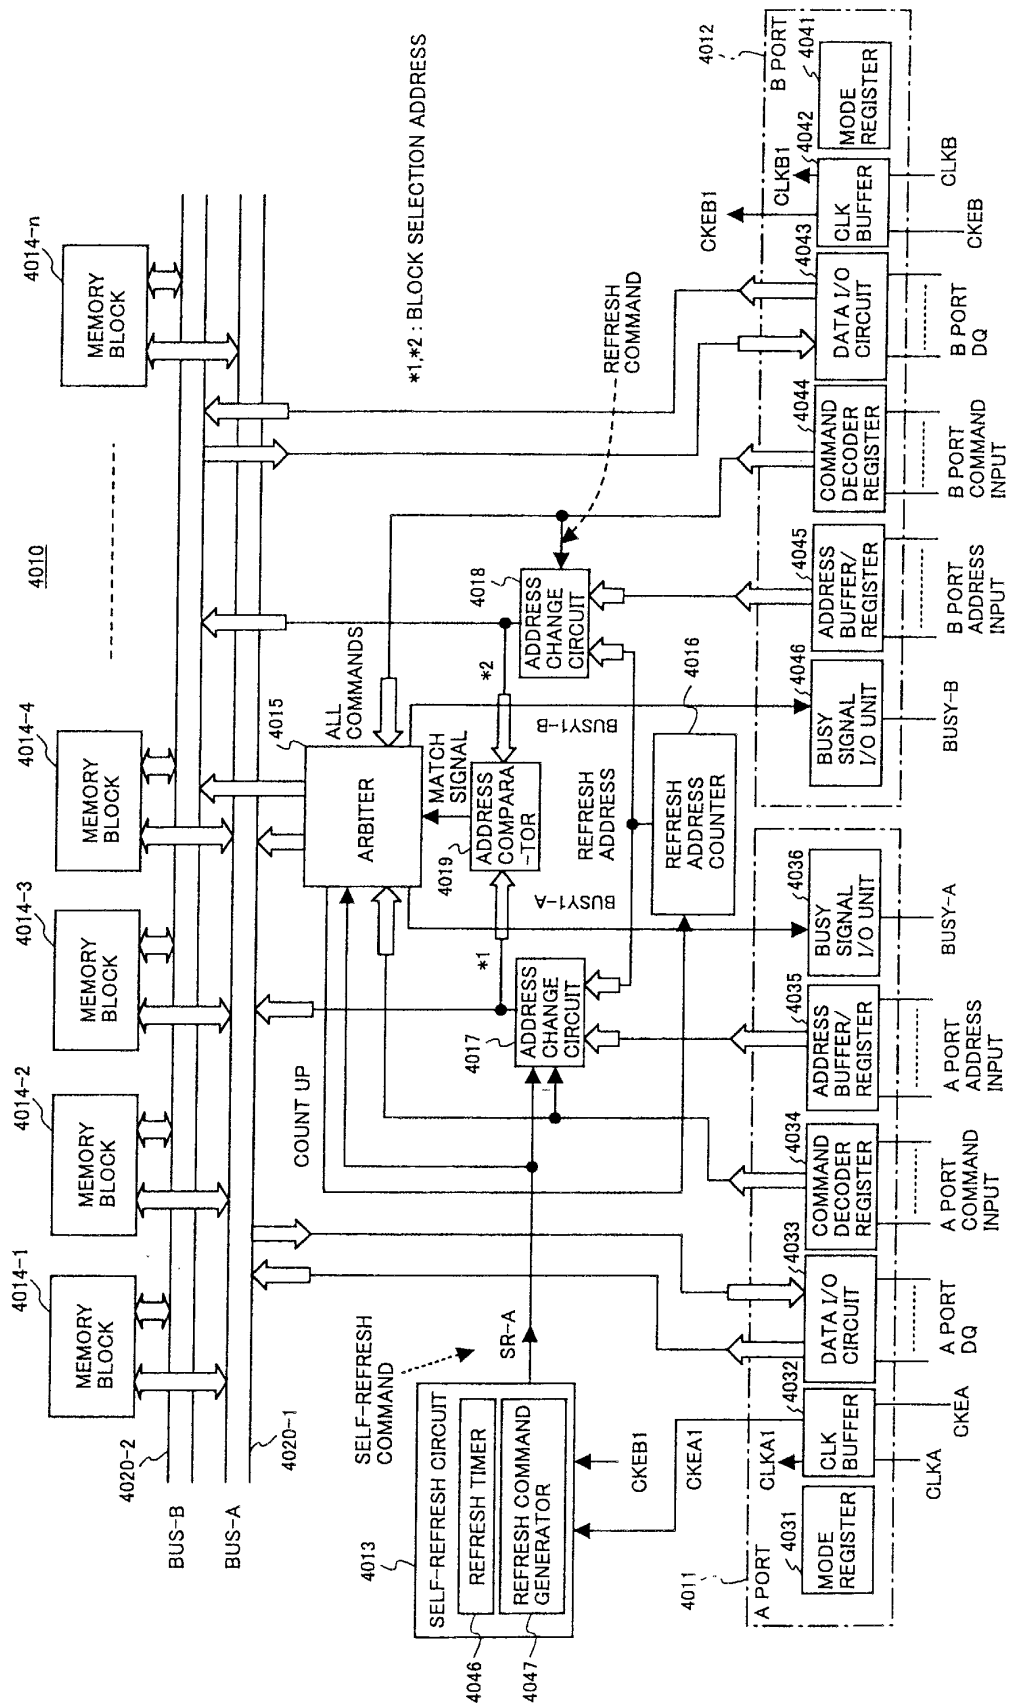 4010
4014-1
MEMORY
BLOCK
4014-2
MEMORY
BLOCK
4014-3
MEMORY
BLOCK
4014-4
MEMORY
BLOCK
4014-n
MEMORY
BLOCK
BUS-B
4020-2
BUS-A
4020-1
*1,*2 : BLOCK SELECTION ADDRESS
COUNT UP
4015
ARBITER
ALL
COMMANDS
MATCH
SIGNAL
4019
ADDRESS
COMPARA
-TOR
*1
*2
BUSY1-A
BUSY1-B
4017
ADDRESS
CHANGE
CIRCUIT
4018
ADDRESS
CHANGE
CIRCUIT
REFRESH
COMMAND
REFRESH
ADDRESS
4016
REFRESH
ADDRESS
COUNTER
SELF-REFRESH
COMMAND
SR-A
4013
SELF-REFRESH CIRCUIT
REFRESH TIMER
4046
REFRESH COMMAND
GENERATOR
4047
CKEB1
CKEA1
CLKA1
4011
A PORT
4031
MODE
REGISTER
4032
CLK
BUFFER
4033
DATA I/O
CIRCUIT
4034
COMMAND
DECODER
REGISTER
4035
ADDRESS
BUFFER/
REGISTER
4036
BUSY
SIGNAL
I/O UNIT
CLKA
CKEA
A PORT
DQ
A PORT
COMMAND
INPUT
A PORT
ADDRESS
INPUT
BUSY-A
4012
B PORT
4046
BUSY
SIGNAL
I/O UNIT
4045
ADDRESS
BUFFER/
REGISTER
4044
COMMAND
DECODER
REGISTER
4043
DATA I/O
CIRCUIT
4042
CLK
BUFFER
4041
MODE
REGISTER
CKEB1
CLKB1
BUSY-B
B PORT
ADDRESS
INPUT
B PORT
COMMAND
INPUT
B PORT
DQ
CKEB
CLKB